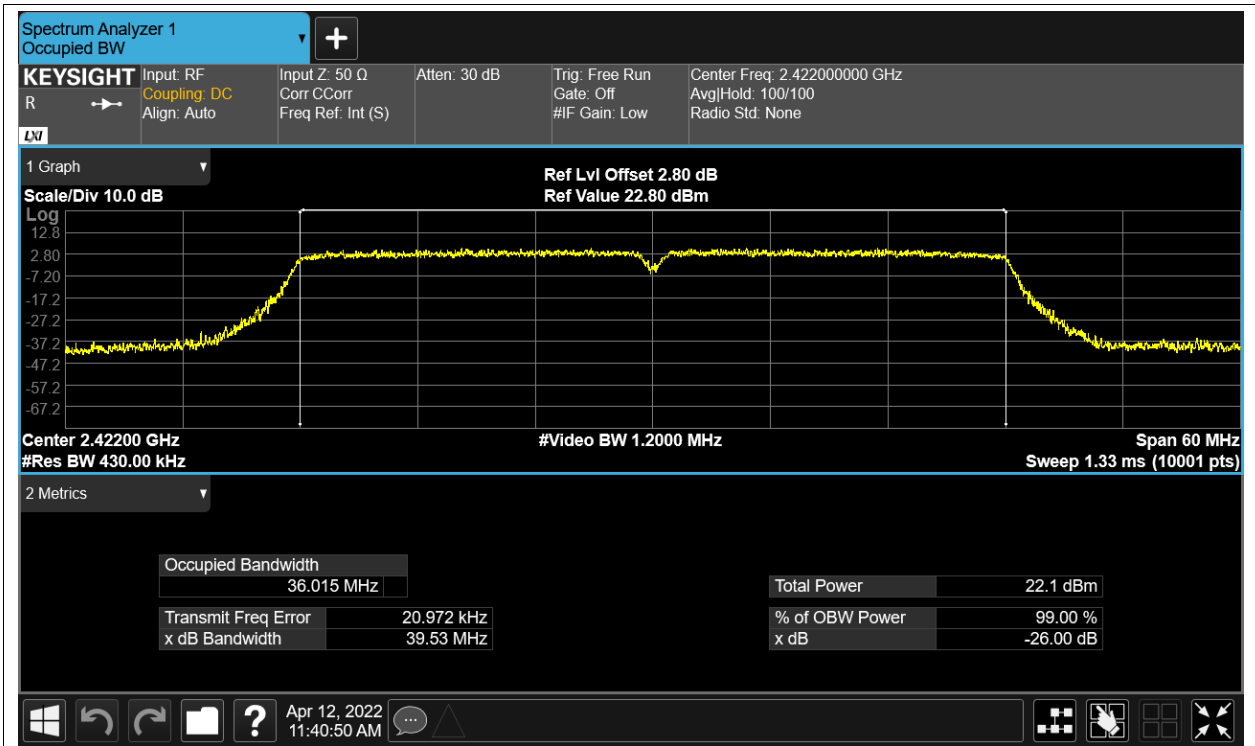 Spectrum Analyzer 1
Occupied BW
KEYSIGHT
R
LXI
Input: RF
Coupling: DC
Align: Auto
Input Z: 50 Ω
Corr CCorr
Freq Ref: Int (S)
Atten: 30 dB
Trig: Free Run
Gate: Off
#IF Gain: Low
Center Freq: 2.422000000 GHz
Avg|Hold: 100/100
Radio Std: None
1 Graph
Scale/Div 10.0 dB
Ref Lvl Offset 2.80 dB
Ref Value 22.80 dBm
Log
12.8
2.80
-7.20
-17.2
-27.2
-37.2
-47.2
-57.2
-67.2
Center 2.42200 GHz
#Video BW 1.2000 MHz
Span 60 MHz
#Res BW 430.00 kHz
Sweep 1.33 ms (10001 pts)
2 Metrics
Occupied Bandwidth
36.015 MHz
Total Power 22.1 dBm
Transmit Freq Error 20.972 kHz
% of OBW Power 99.00 %
x dB Bandwidth 39.53 MHz
x dB -26.00 dB
?
Apr 12, 2022
11:40:50 AM